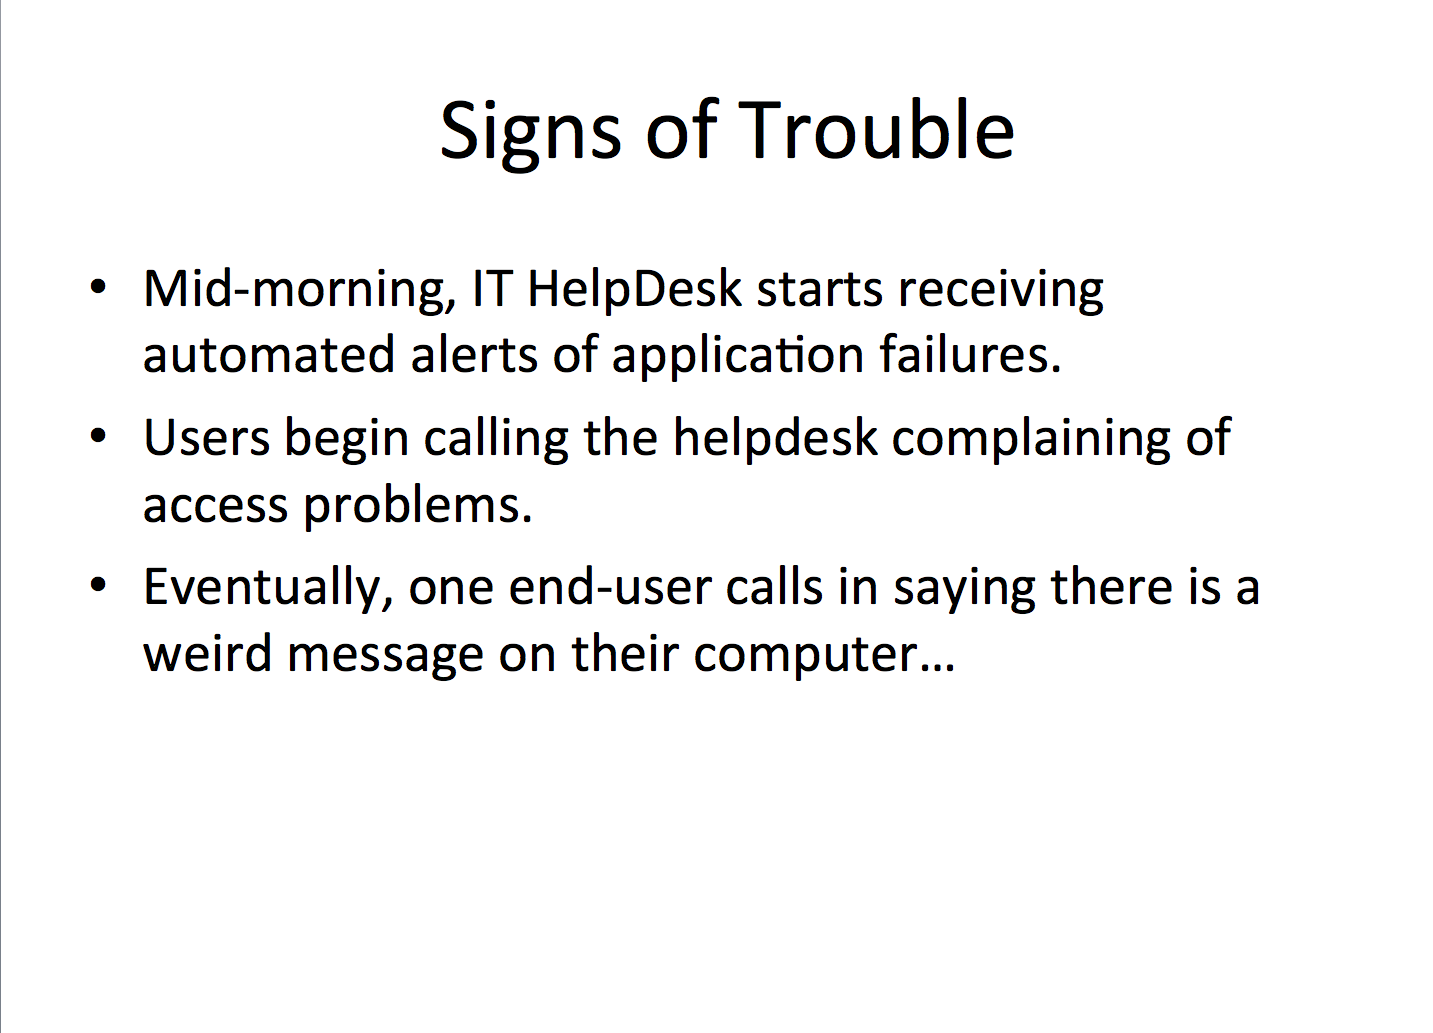 Signs of Trouble
• Mid-morning, IT HelpDesk starts receiving
automated alerts of application failures.
• Users begin calling the helpdesk complaining of
access problems.
• Eventually, one end-user calls in saying there is a
weird message on their computer…